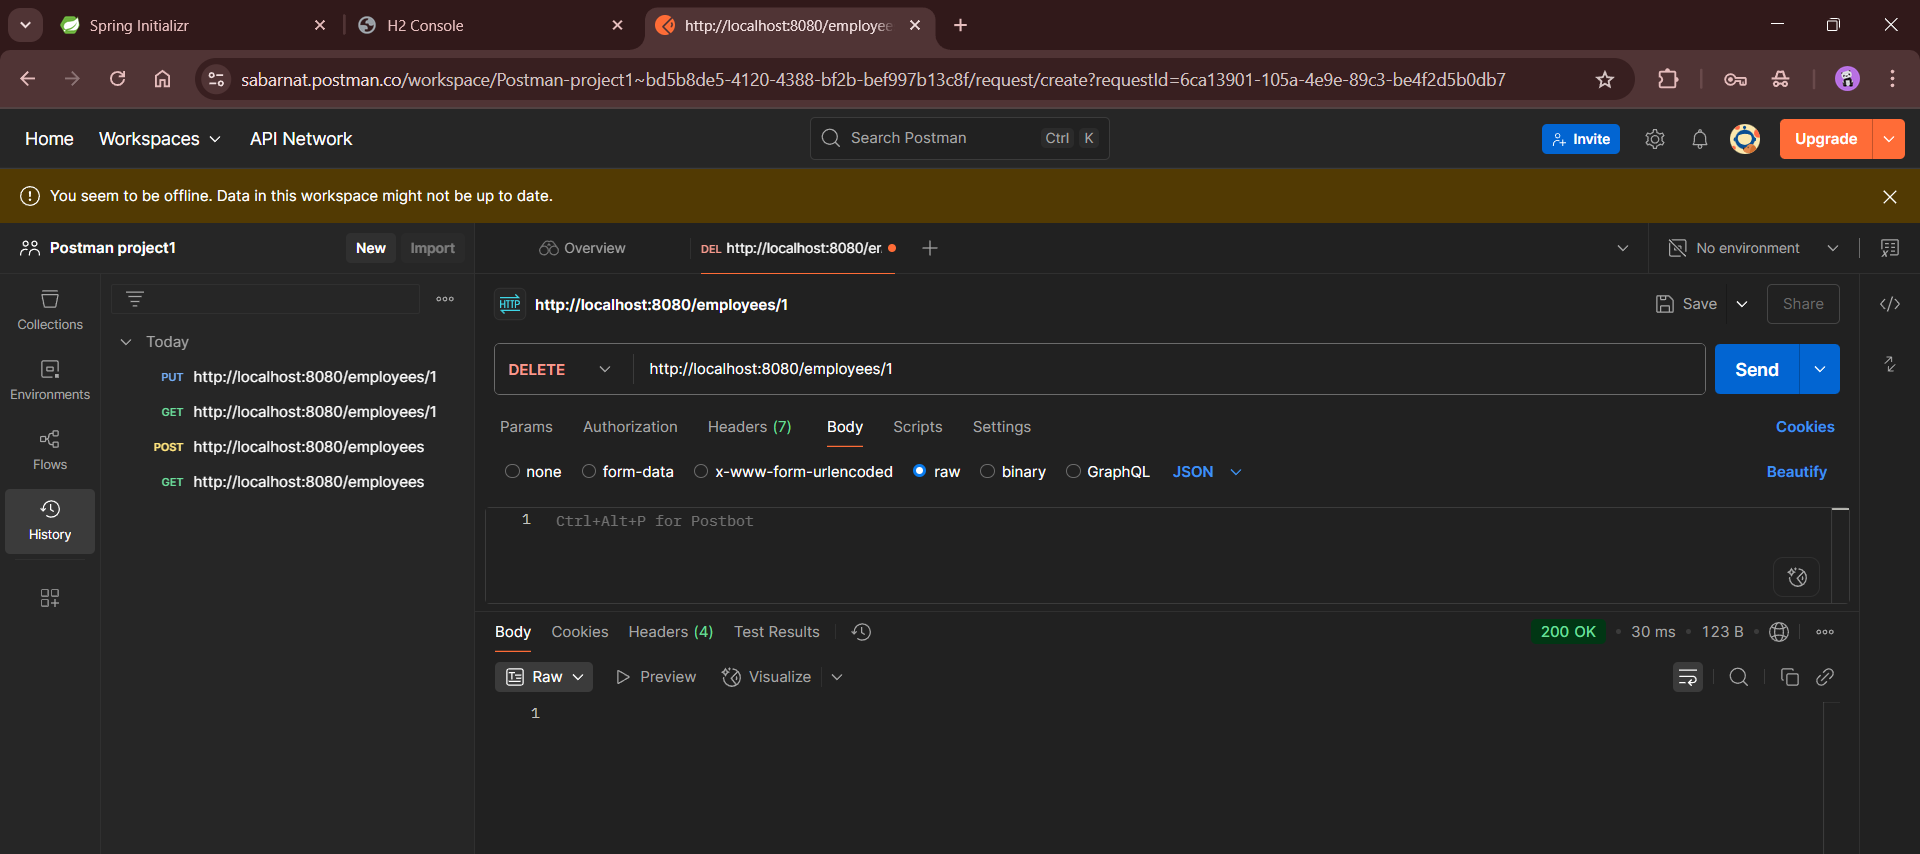 Spring Initializr
H2 Console
http://localhost:8080/employee
sabarnat.postman.co/workspace/Postman-project1~bd5b8de5-4120-4388-bf2b-bef997b13c8f/request/create?requestId=6ca13901-105a-4e9e-89c3-be4f2d5b0db7
Home Workspaces API Network Search Postman Ctrl K Invite Upgrade
You seem to be offline. Data in this workspace might not be up to date.
Postman project1 New Import Overview DEL http://localhost:8080/er No environment
Collections
Environments
Flows
History
Today
PUT http://localhost:8080/employees/1
GET http://localhost:8080/employees/1
POST http://localhost:8080/employees
GET http://localhost:8080/employees
HTTP http://localhost:8080/employees/1 Save Share
DELETE http://localhost:8080/employees/1 Send
Params Authorization Headers (7) Body Scripts Settings Cookies
none form-data x-www-form-urlencoded raw binary GraphQL JSON Beautify
1 Ctrl+Alt+P for Postbot
Body Cookies Headers (4) Test Results 200 OK • 30 ms • 123 B •
Raw Preview Visualize
1